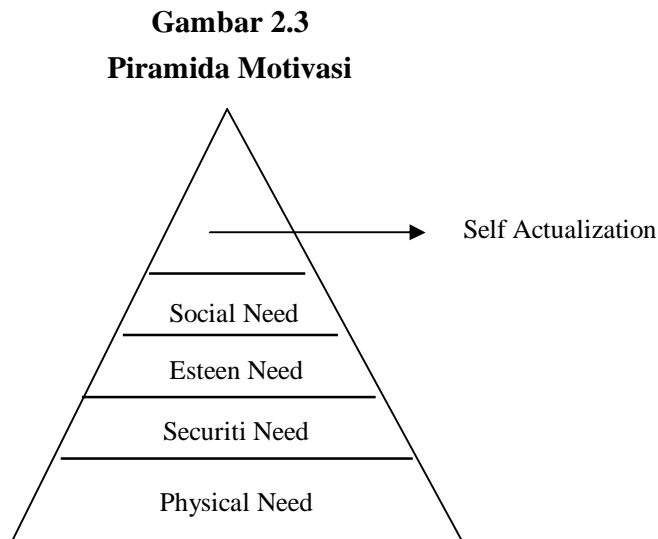 Gambar 2.3
Piramida Motivasi
Self Actualization
Social Need
Esteen Need
Securiti Need
Physical Need